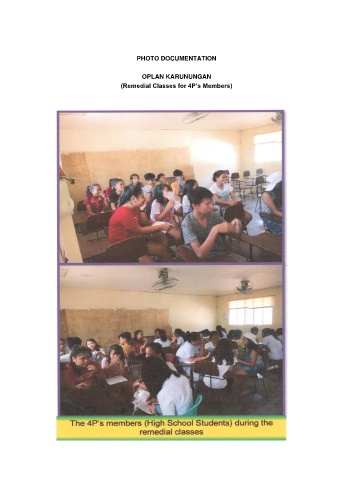 PHOTO DOCUMENTATION
OPLAN KARUNUNGAN
(Remedial Classes for 4P's Members)
The 4P's members (High School Students) during the
remedial classes